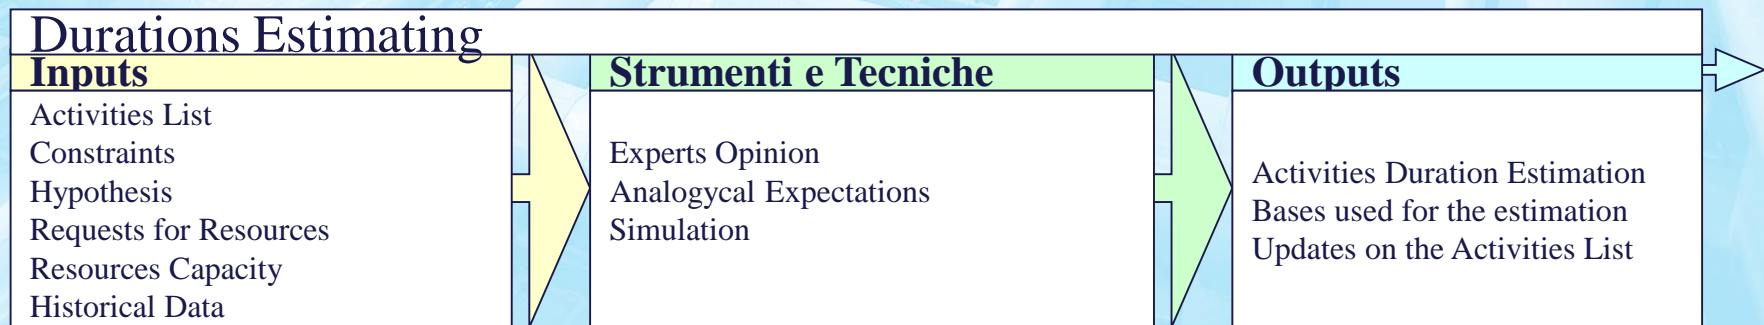 Durations Estimating
Inputs
Activities List
Constraints
Hypothesis
Requests for Resources
Resources Capacity
Historical Data
Strumenti e Tecniche
Experts Opinion
Analogycal Expectations
Simulation
Outputs
Activities Duration Estimation
Bases used for the estimation
Updates on the Activities List